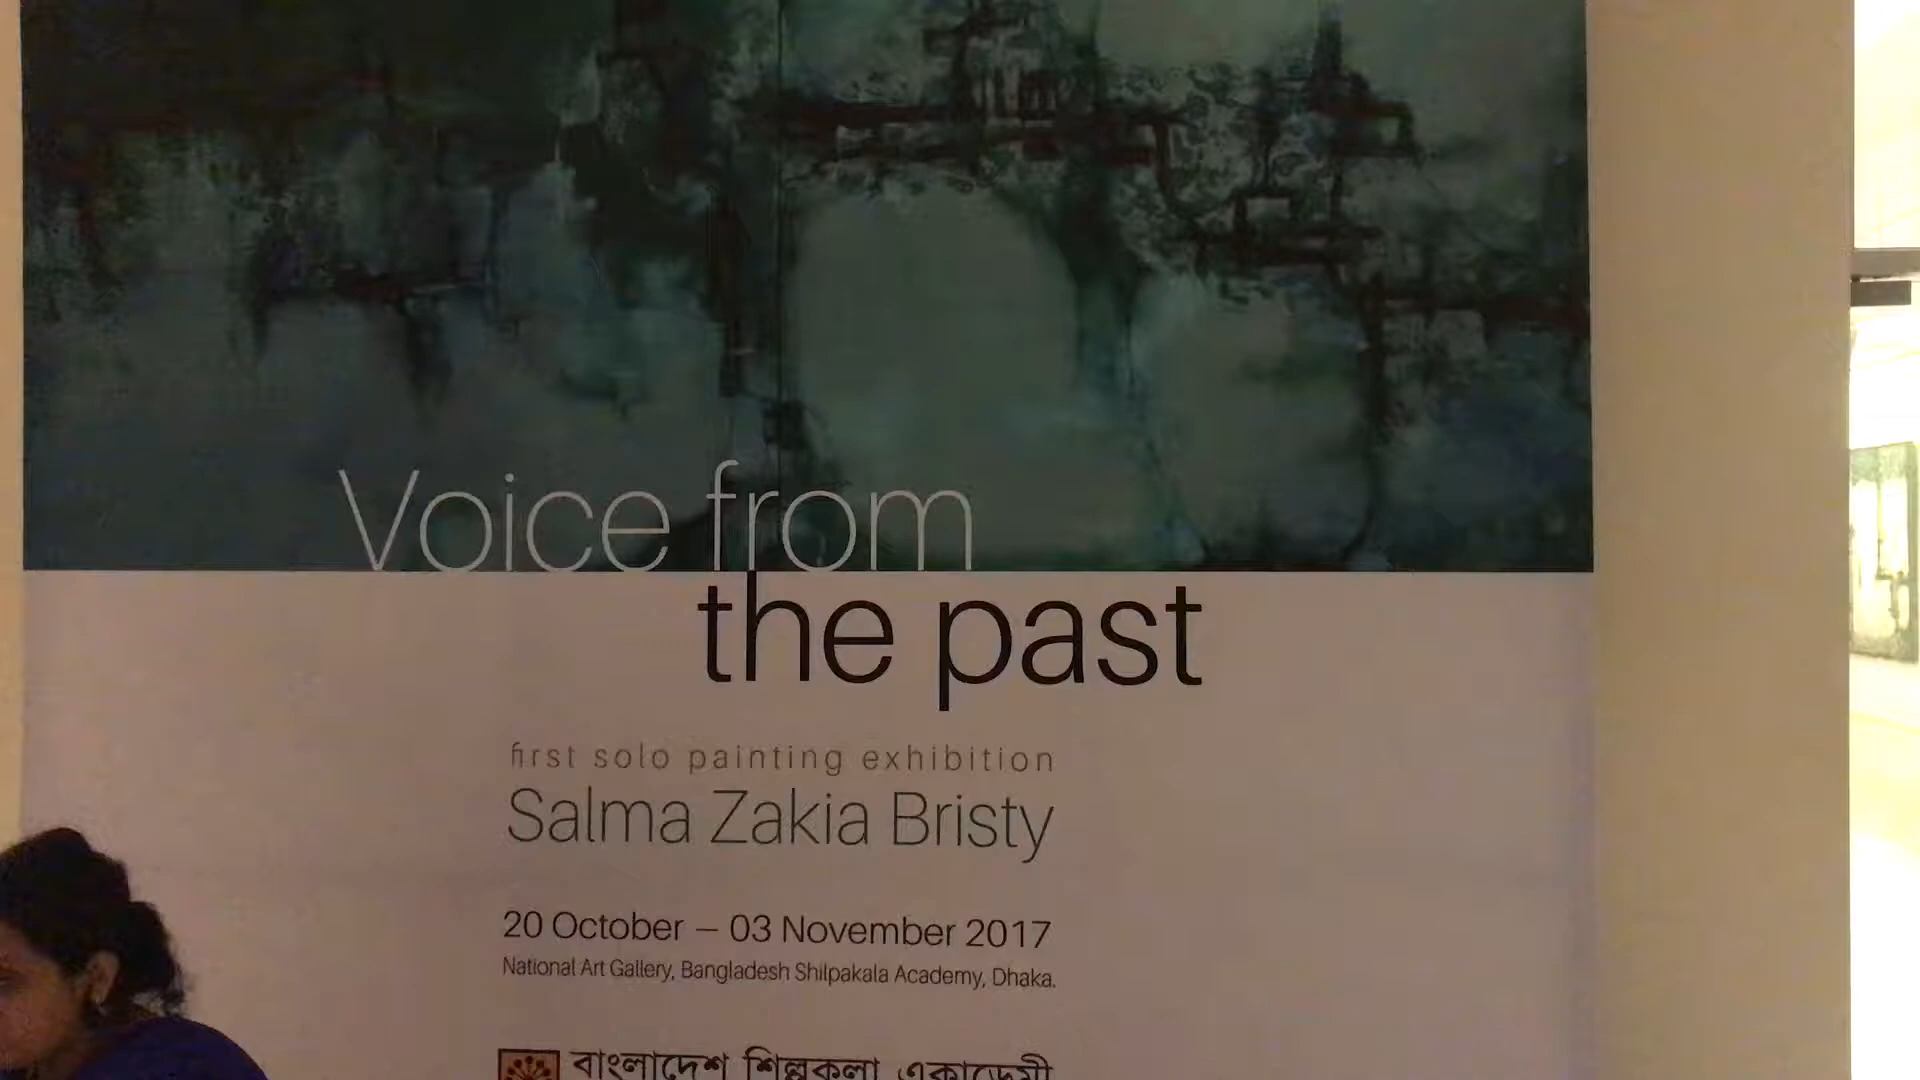 Voice from
the past
first solo painting exhibition
Salma Zakia Bristy
20 October – 03 November 2017
National Art Gallery, Bangladesh Shilpakala Academy, Dhaka.
বাংলাদেশ শিল্পকলা একাডেমী